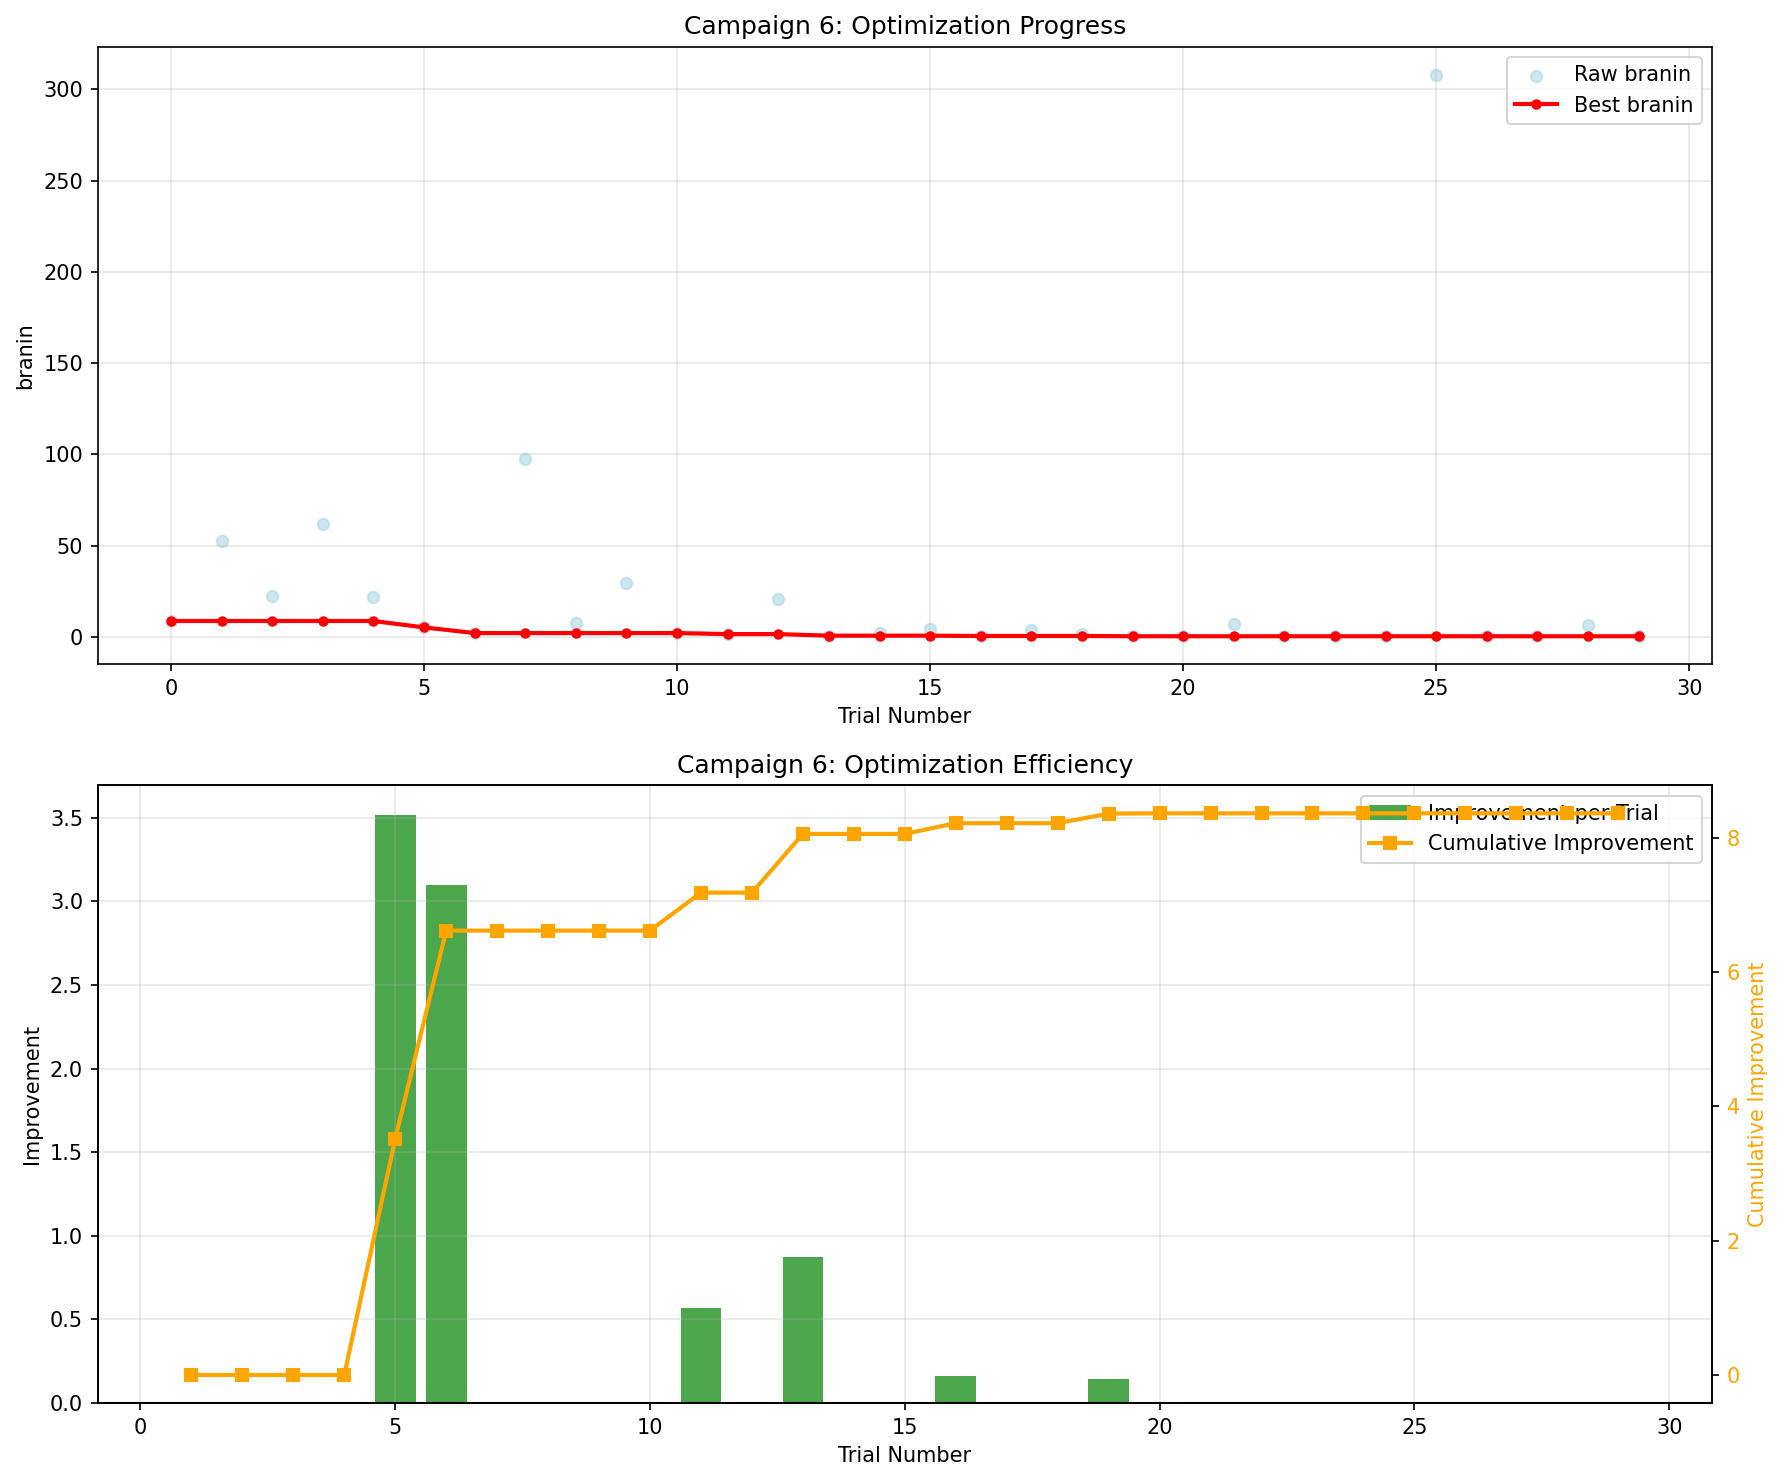 Campaign 6: Optimization Progress
300
250
200
150
100
50
0
branin
Raw branin
Best branin
0 5 10 15 20 25 30
Trial Number
Campaign 6: Optimization Efficiency
3.5
3.0
2.5
2.0
1.5
1.0
0.5
0.0
Improvement
Improvement per Trial
Cumulative Improvement
8
6
4
2
0
Cumulative Improvement
0 5 10 15 20 25 30
Trial Number